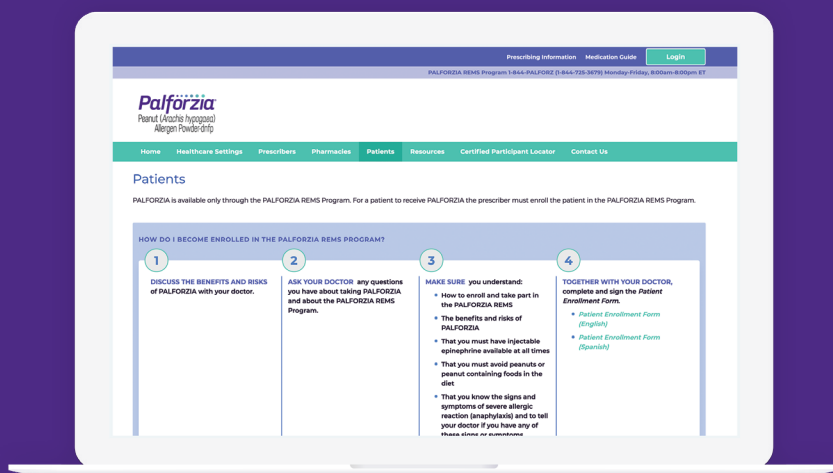 Prescribing Information Medication Guide Login
PALFORZIA REMS Program 1-844-PALFORZ (1-844-725-3679) Monday-Friday, 8:00am-8:00pm ET
Palforzia
Peanut (Arachis hypogaea)
Allergen Powder-dnfp
Home Healthcare Settings Prescribers Pharmacies Patients Resources Certified Participant Locator Contact Us
Patients
PALFORZIA is available only through the PALFORZIA REMS Program. For a patient to receive PALFORZIA the prescriber must enroll the patient in the PALFORZIA REMS Program.
HOW DO I BECOME ENROLLED IN THE PALFORZIA REMS PROGRAM?
1
DISCUSS THE BENEFITS AND RISKS
of PALFORZIA with your doctor.
2
ASK YOUR DOCTOR any questions
you have about taking PALFORZIA
and about the PALFORZIA REMS
Program.
3
MAKE SURE you understand:
How to enroll and take part in
the PALFORZIA REMS
The benefits and risks of
PALFORZIA
That you must have injectable
epinephrine available at all times
That you must avoid peanuts or
peanut containing foods in the
diet
That you know the signs and
symptoms of severe allergic
reaction (anaphylaxis) and to tell
your doctor if you have any of
these signs or symptoms
4
TOGETHER WITH YOUR DOCTOR,
complete and sign the Patient
Enrollment Form.
Patient Enrollment Form
(English)
Patient Enrollment Form
(Spanish)